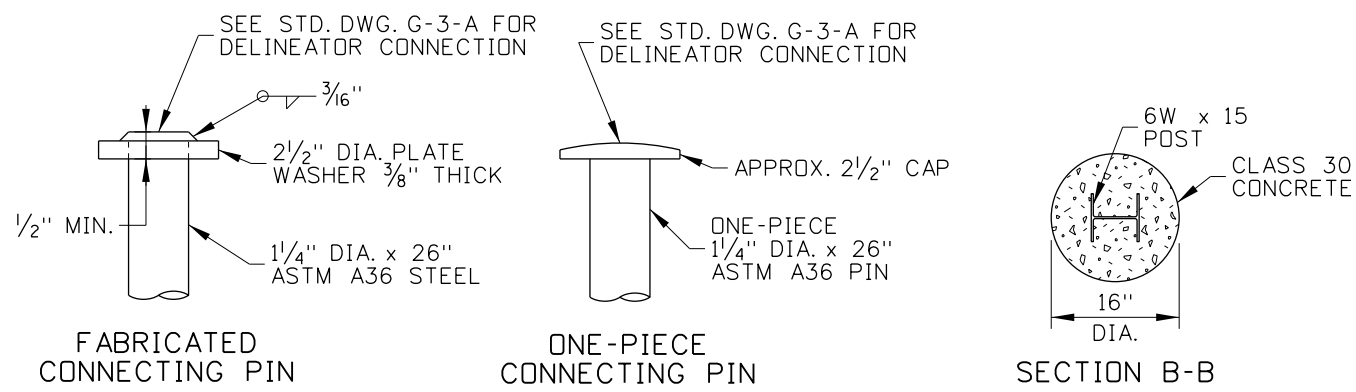 SEE STD. DWG. G-3-A FOR
DELINEATOR CONNECTION
3/16"
2 1/2" DIA. PLATE
WASHER 3/8" THICK
1/2" MIN.
1 1/4" DIA. x 26"
ASTM A36 STEEL
FABRICATED
CONNECTING PIN
SEE STD. DWG. G-3-A FOR
DELINEATOR CONNECTION
APPROX. 2 1/2" CAP
ONE-PIECE
1 1/4" DIA. x 26"
ASTM A36 PIN
ONE-PIECE
CONNECTING PIN
6W x 15
POST
CLASS 30
CONCRETE
16"
DIA.
SECTION B-B